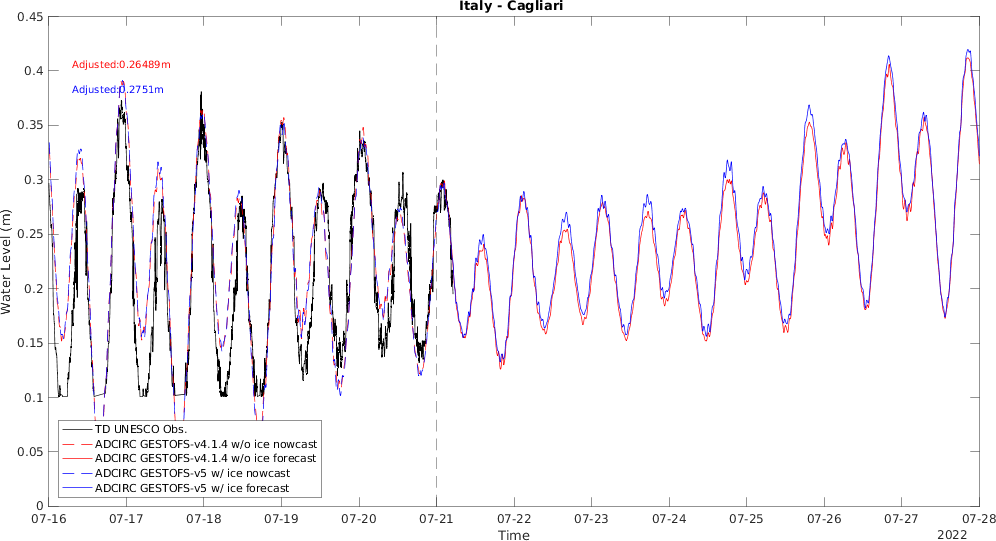 Italy - Cagliari
0.45
0.4
0.35
0.3
0.25
0.2
0.15
0.1
0.05
0
Water Level (m)
Adjusted:0.26489m
Adjusted:0.2751m
TD UNESCO Obs.
ADCIRC GESTOFS-v4.1.4 w/o ice nowcast
ADCIRC GESTOFS-v4.1.4 w/o ice forecast
ADCIRC GESTOFS-v5 w/ ice nowcast
ADCIRC GESTOFS-v5 w/ ice forecast
07-16 07-17 07-18 07-19 07-20 07-21 07-22 07-23 07-24 07-25 07-26 07-27 07-28
Time
2022